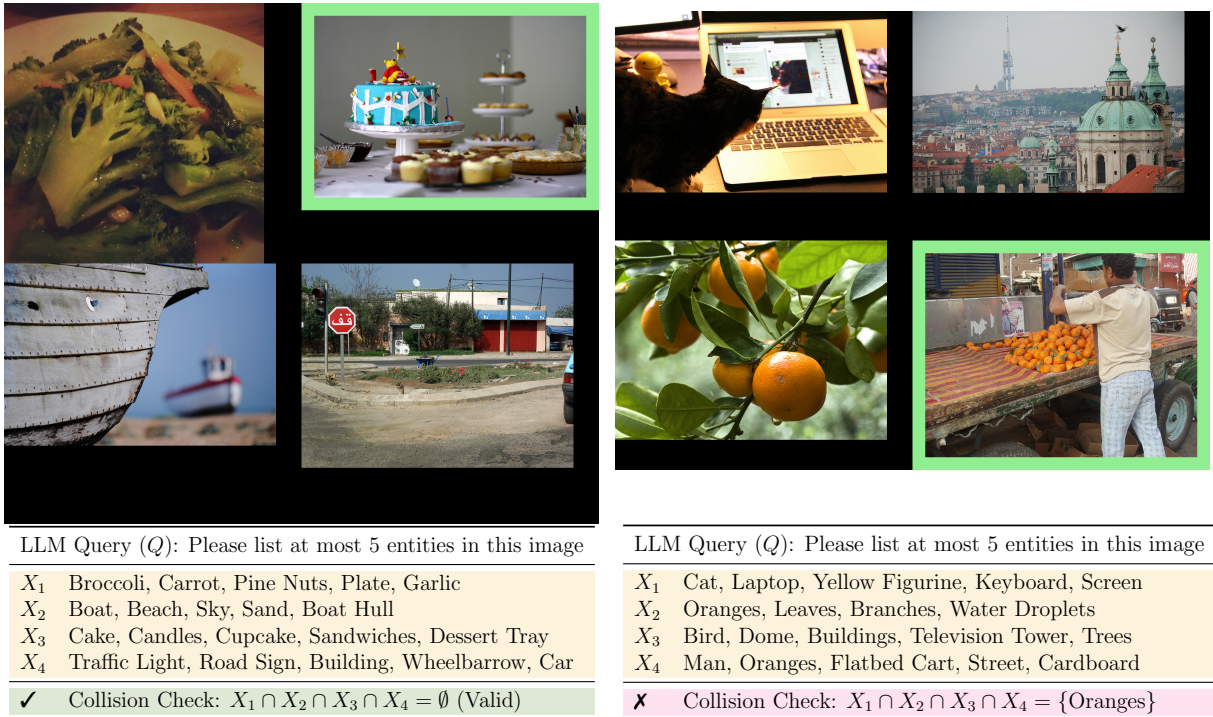 قف
LLM Query (Q): Please list at most 5 entities in this image
X₁ Broccoli, Carrot, Pine Nuts, Plate, Garlic
X₂ Boat, Beach, Sky, Sand, Boat Hull
X₃ Cake, Candles, Cupcake, Sandwiches, Dessert Tray
X₄ Traffic Light, Road Sign, Building, Wheelbarrow, Car
✓ Collision Check: X₁ ∩ X₂ ∩ X₃ ∩ X₄ = ∅ (Valid)
LLM Query (Q): Please list at most 5 entities in this image
X₁ Cat, Laptop, Yellow Figurine, Keyboard, Screen
X₂ Oranges, Leaves, Branches, Water Droplets
X₃ Bird, Dome, Buildings, Television Tower, Trees
X₄ Man, Oranges, Flatbed Cart, Street, Cardboard
✗ Collision Check: X₁ ∩ X₂ ∩ X₃ ∩ X₄ = {Oranges}